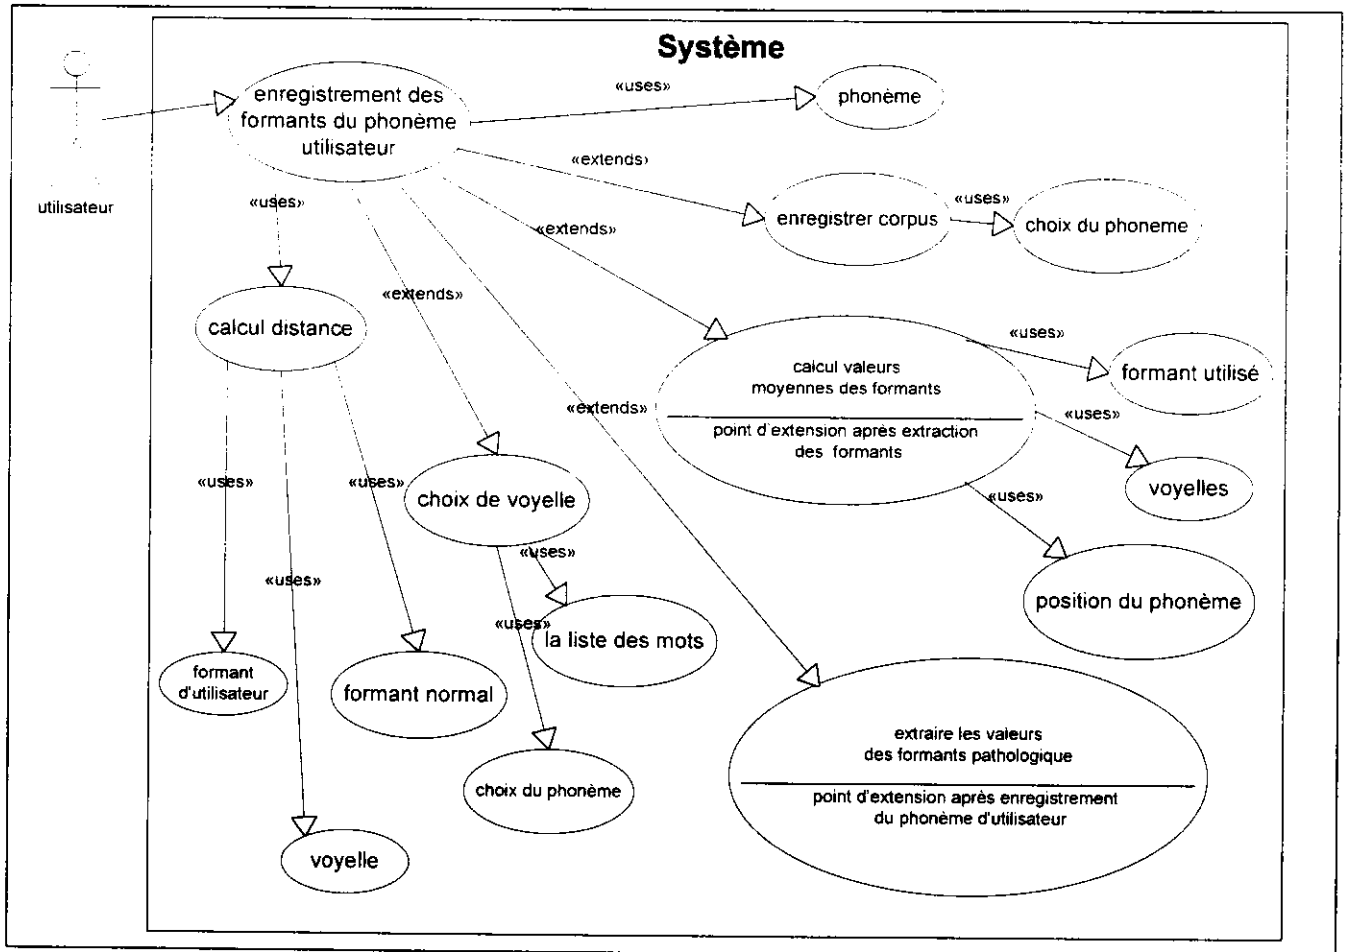 Système
enregistrement des
formants du phonème
utilisateur
«uses»
phonème
utilisateur
«extends»
enregistrer corpus
«uses»
choix du phoneme
«uses»
«extends»
«extends»
calcul distance
calcul valeurs
moyennes des formants
point d'extension après extraction
des formants
«uses»
formant utilisé
«extends»
«uses»
voyelles
«uses»
position du phonème
«uses»
«uses»
choix de voyelle
«uses»
«uses»
«uses»
la liste des mots
formant
d'utilisateur
formant normal
choix du phonème
voyelle
extraire les valeurs
des formants pathologique
point d'extension après enregistrement
du phonème d'utilisateur